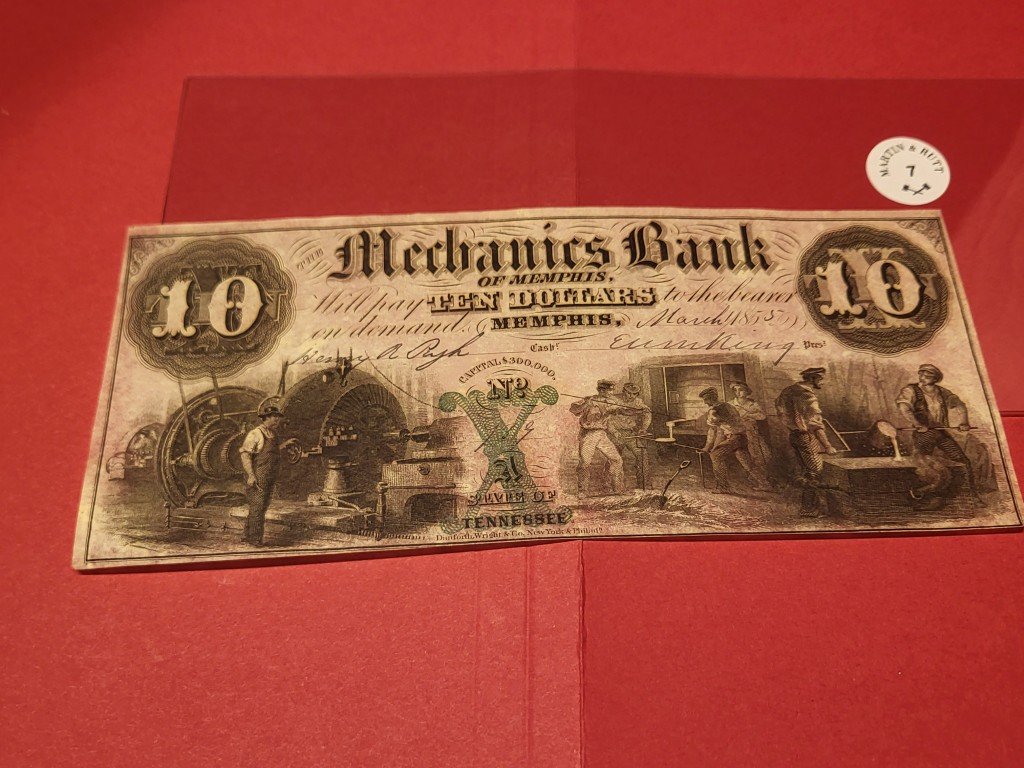 MARTIN & BUTT
7
10
THE
Mechanics Bank
10
OF MEMPHIS,
Will pay TEN DOLLARS to the bearer
on demand. MEMPHIS, March 1855
Cash! Pres!
CAPITAL $300,000.
No
X
A
STATE OF
TENNESSEE.
Danforth, Wright & Co. New York & Philad?